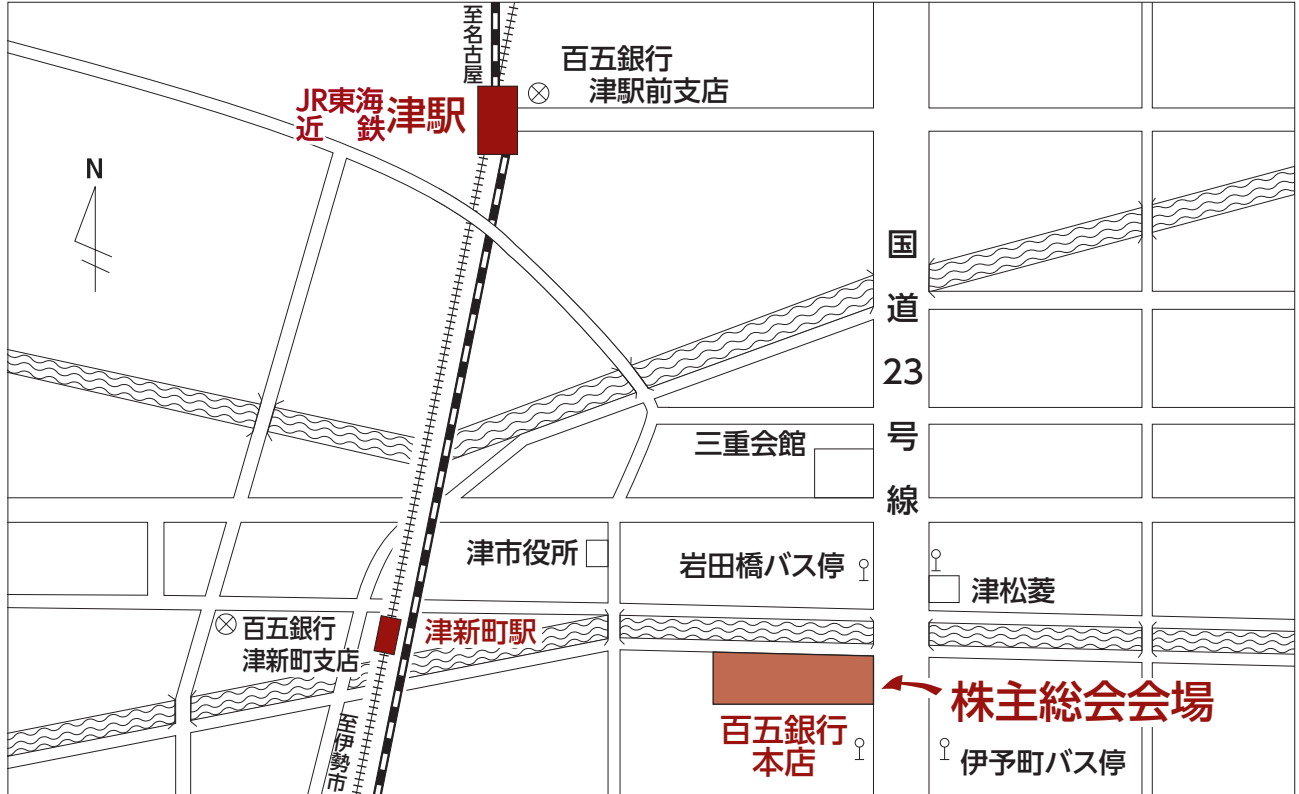 至名古屋
百五銀行
津駅前支店
JR東海
近鉄
津駅
N
国道23号線
三重会館
津市役所
岩田橋バス停
津松菱
百五銀行
津新町支店
津新町駅
株主総会会場
百五銀行
本店
伊予町バス停
至伊勢市